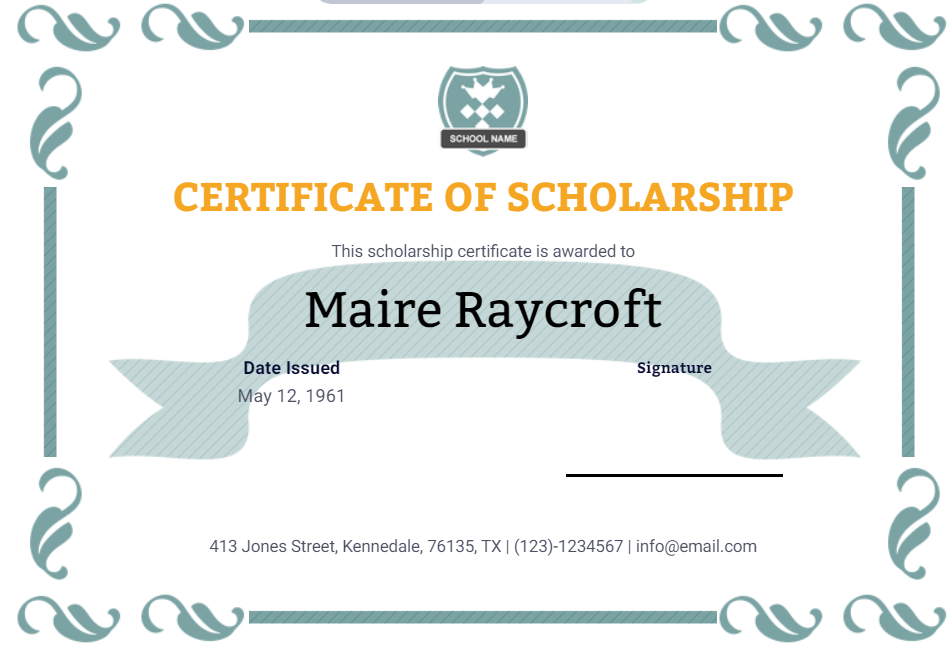 SCHOOL NAME
CERTIFICATE OF SCHOLARSHIP
This scholarship certificate is awarded to
Maire Raycroft
Date Issued
May 12, 1961
Signature
413 Jones Street, Kennedale, 76135, TX | (123)-1234567 | info@email.com